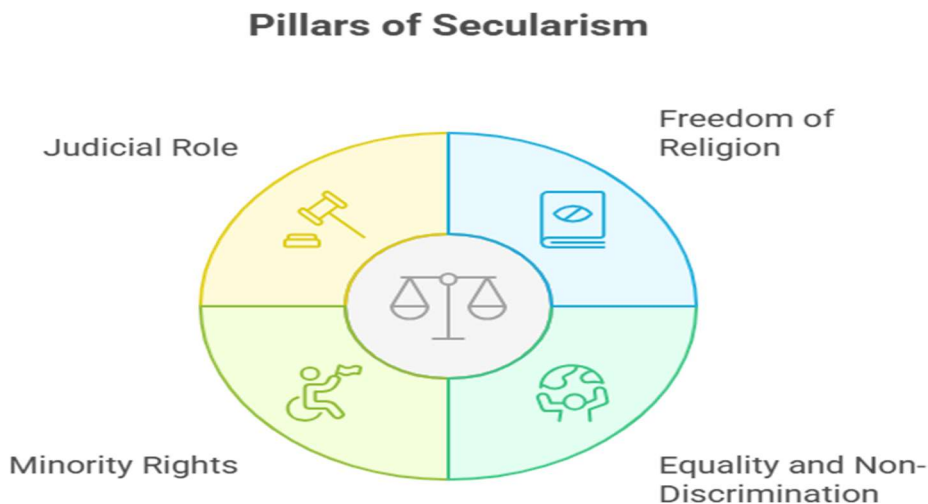 Pillars of Secularism
Judicial Role
Freedom of
Religion
Minority Rights
Equality and Non-
Discrimination